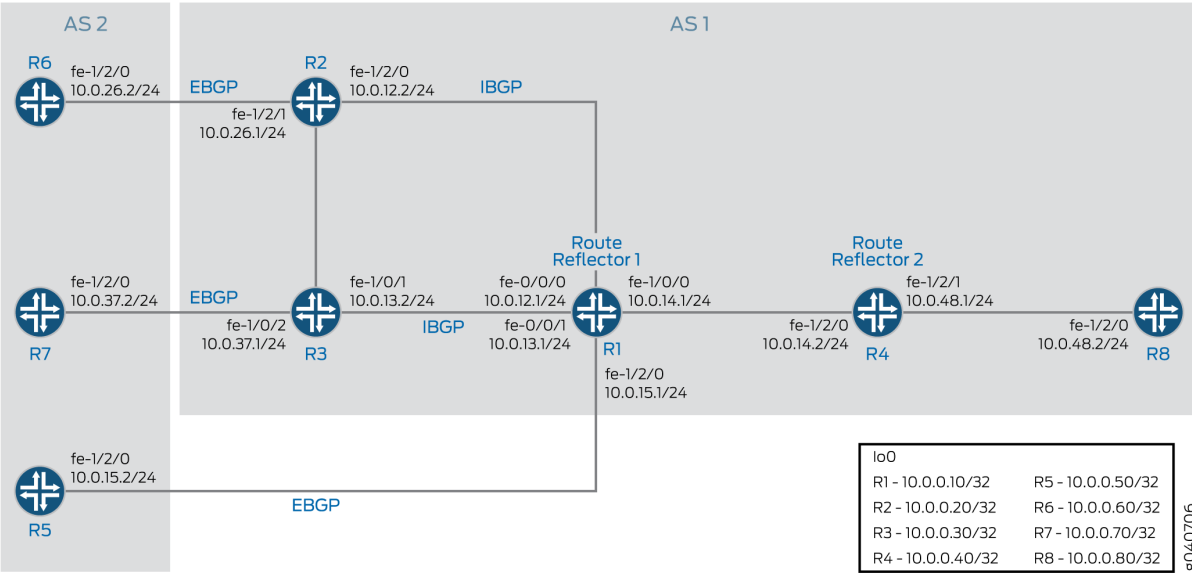 AS 2
AS 1
R6
fe-1/2/0
10.0.26.2/24
EBGP
R2
fe-1/2/0
10.0.12.2/24
IBGP
fe-1/2/1
10.0.26.1/24
Route
Reflector 1
Route
Reflector 2
fe-1/2/0
10.0.37.2/24
EBGP
fe-1/0/1
10.0.13.2/24
fe-0/0/0
10.0.12.1/24
fe-1/0/0
10.0.14.1/24
fe-1/2/1
10.0.48.1/24
R7
fe-1/0/2
10.0.37.1/24
R3
IBGP
fe-0/0/1
10.0.13.1/24
R1
fe-1/2/0
10.0.14.2/24
R4
fe-1/2/0
10.0.48.2/24
R8
fe-1/2/0
10.0.15.1/24
fe-1/2/0
10.0.15.2/24
R5
EBGP
lo0
R1 - 10.0.0.10/32 R5 - 10.0.0.50/32
R2 - 10.0.0.20/32 R6 - 10.0.0.60/32
R3 - 10.0.0.30/32 R7 - 10.0.0.70/32
R4 - 10.0.0.40/32 R8 - 10.0.0.80/32
g040706